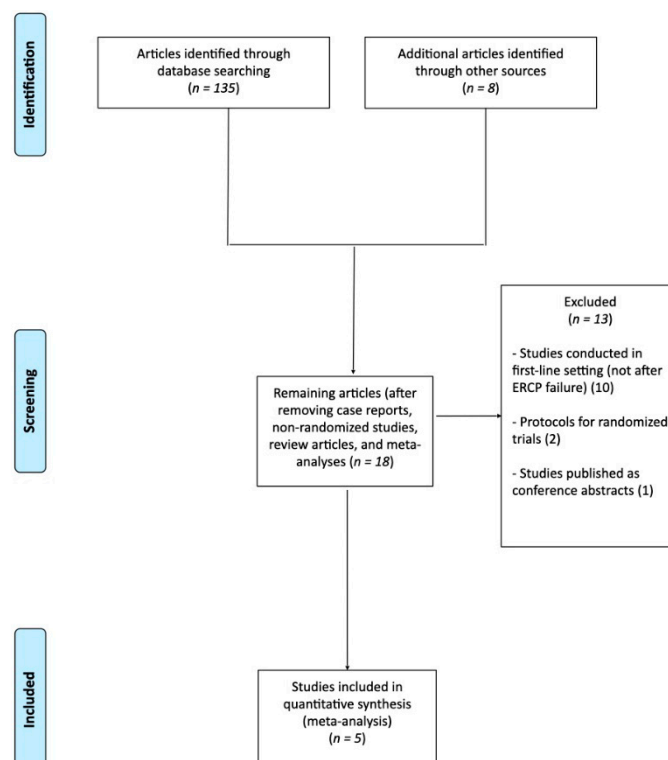 Identification
Articles identified through
database searching
(n = 135)
Additional articles identified
through other sources
(n = 8)
Screening
Remaining articles (after
removing case reports,
non-randomized studies,
review articles, and meta-
analyses (n = 18)
Excluded
(n = 13)
- Studies conducted in
first-line setting (not after
ERCP failure) (10)
- Protocols for randomized
trials (2)
- Studies published as
conference abstracts (1)
Included
Studies included in
quantitative synthesis
(meta-analysis)
(n = 5)